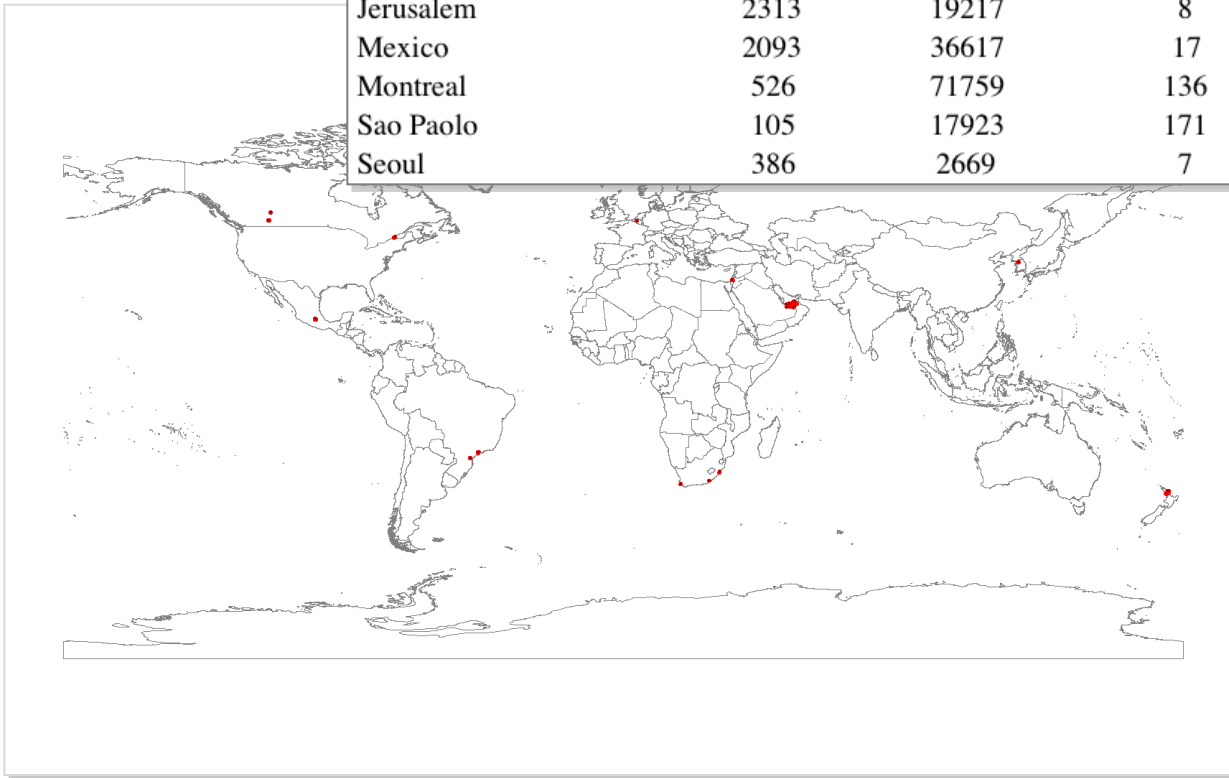 Jerusalem 2313 19217 8
Mexico 2093 36617 17
Montreal 526 71759 136
Sao Paolo 105 17923 171
Seoul 386 2669 7